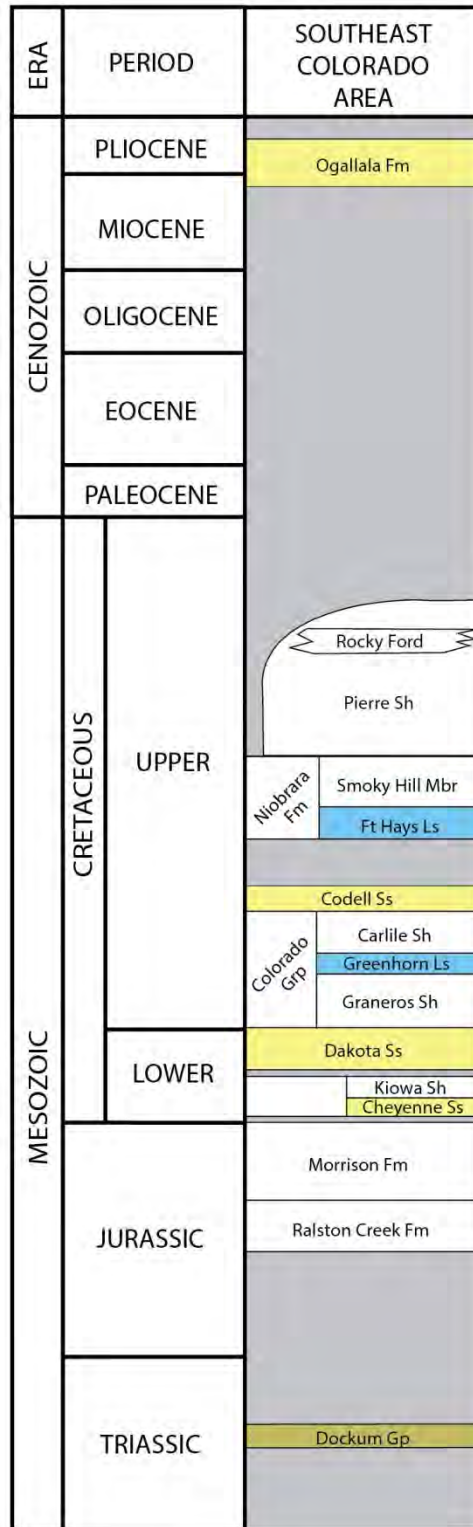 ERA
PERIOD
SOUTHEAST
COLORADO
AREA
CENOZOIC
PLIOCENE
MIOCENE
OLIGOCENE
EOCENE
PALEOCENE
Ogallala Fm
MESOZOIC
CRETACEOUS
UPPER
Rocky Ford
Pierre Sh
Niobrara
Fm
Smoky Hill Mbr
Ft Hays Ls
Codell Ss
Colorado
Grp
Carlile Sh
Greenhorn Ls
Graneros Sh
LOWER
Dakota Ss
Kiowa Sh
Cheyenne Ss
JURASSIC
Morrison Fm
Ralston Creek Fm
TRIASSIC
Dockum Gp